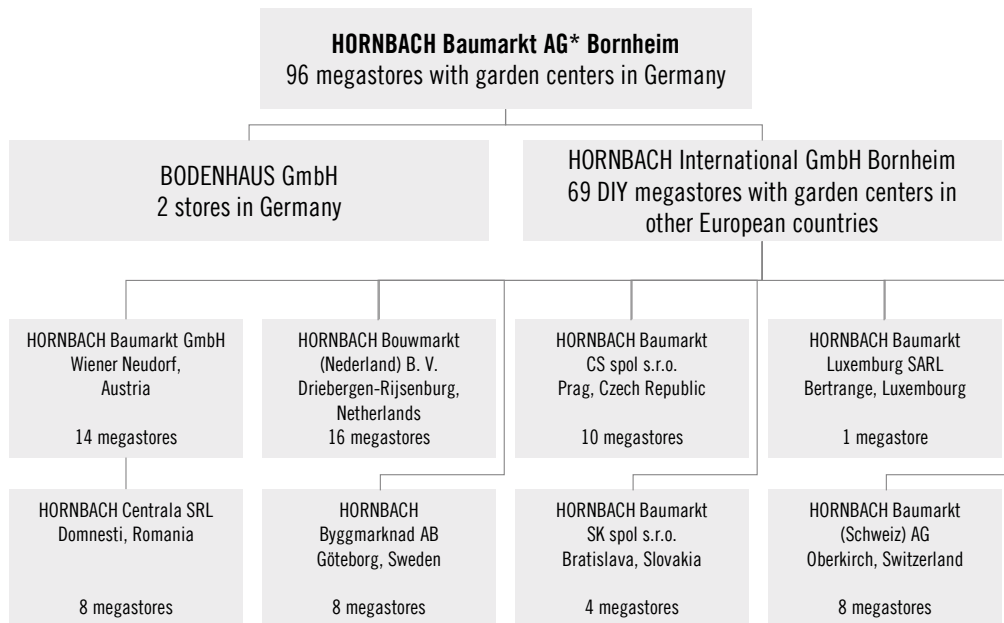 HORNBACH Baumarkt AG* Bornheim
96 megastores with garden centers in Germany
BODENHAUS GmbH
2 stores in Germany
HORNBACH International GmbH Bornheim
69 DIY megastores with garden centers in
other European countries
HORNBACH Baumarkt GmbH
Wiener Neudorf,
Austria
14 megastores
HORNBACH Bouwmarkt
(Nederland) B. V.
Driebergen-Rijsenburg,
Netherlands
16 megastores
HORNBACH Baumarkt
CS spol s.r.o.
Prag, Czech Republic
10 megastores
HORNBACH Baumarkt
Luxemburg SARL
Bertrange, Luxembourg
1 megastore
HORNBACH Centrala SRL
Domnesti, Romania
8 megastores
HORNBACH
Byggmarknad AB
Göteborg, Sweden
8 megastores
HORNBACH Baumarkt
SK spol s.r.o.
Bratislava, Slovakia
4 megastores
HORNBACH Baumarkt
(Schweiz) AG
Oberkirch, Switzerland
8 megastores